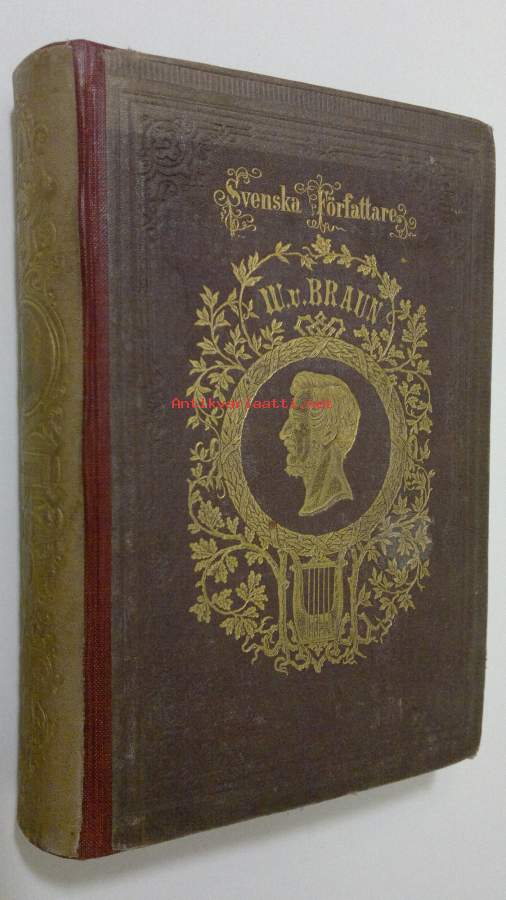 Svenska Författare
W. v. BRAUN
Antikvariaatti.net